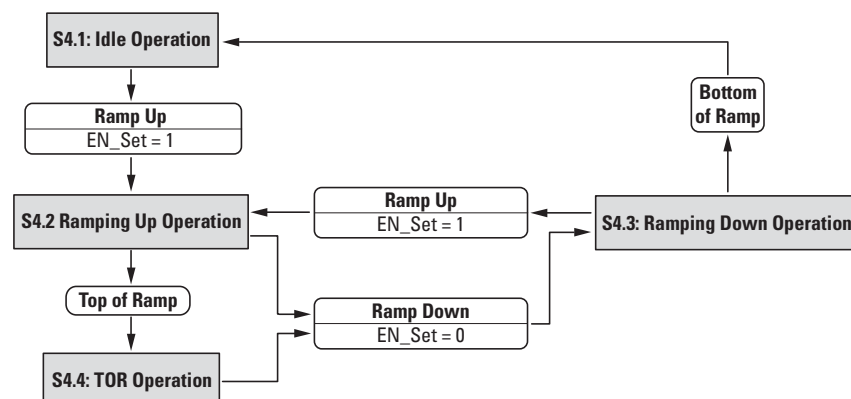 S4.1: Idle Operation
Ramp Up
EN_Set = 1
Bottom
of Ramp
S4.2 Ramping Up Operation
Ramp Up
EN_Set = 1
S4.3: Ramping Down Operation
Top of Ramp
Ramp Down
EN_Set = 0
S4.4: TOR Operation